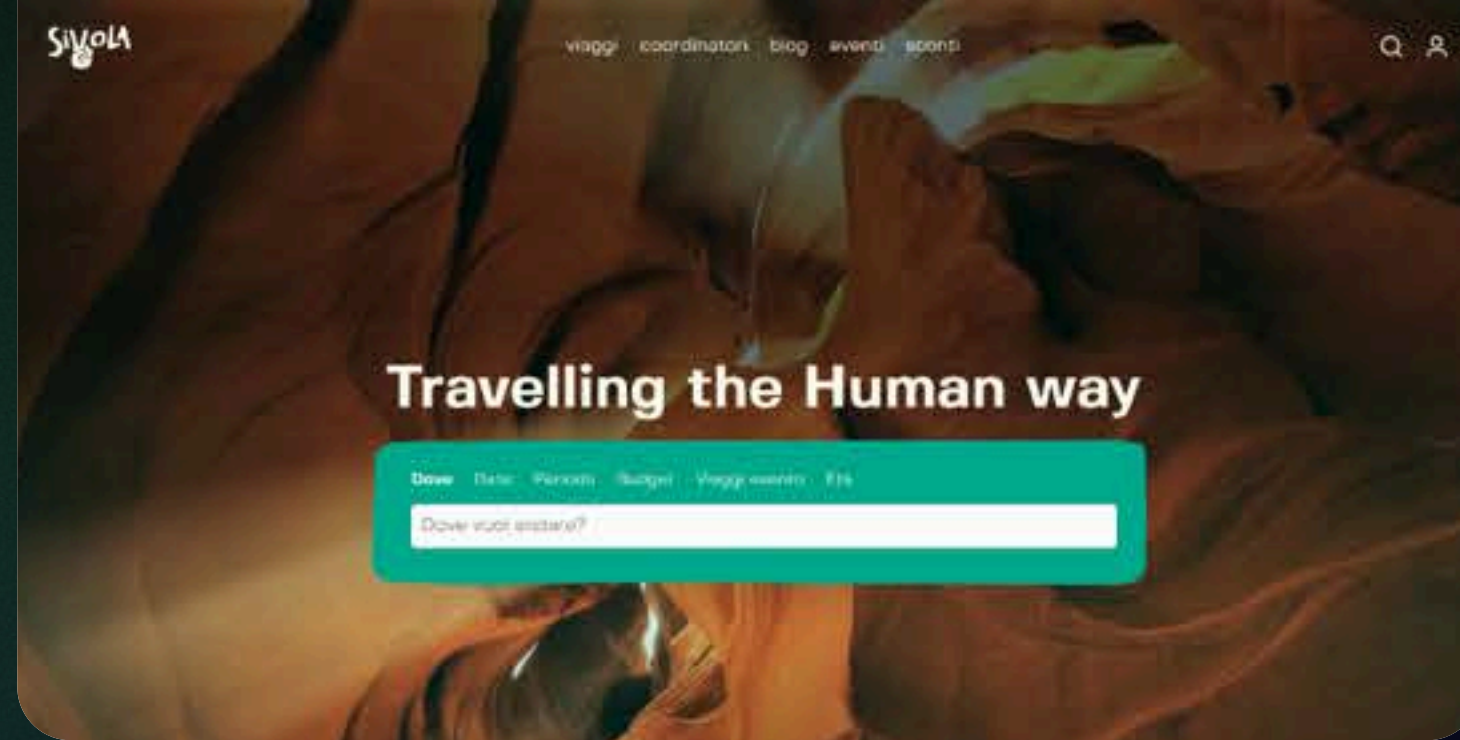 SiVOLA
viaggi coordinatori blog eventi sconti
Travelling the Human way
Dove Date Periodo Budget Viaggi evento Età
Dove vuoi andare?